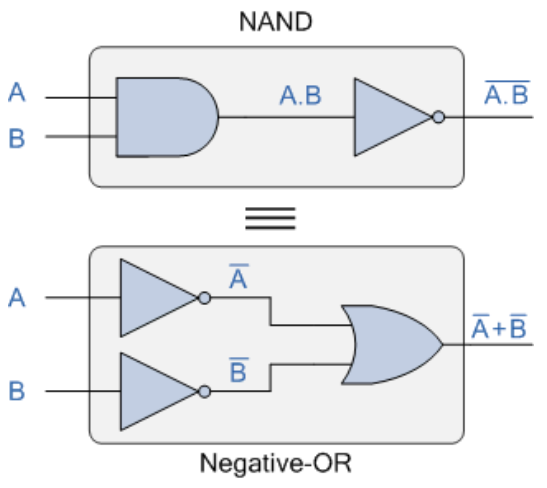 NAND
A
A.B
A̅.̅B̅
B
A̅
A
A̅+B̅
B̅
B
Negative-OR